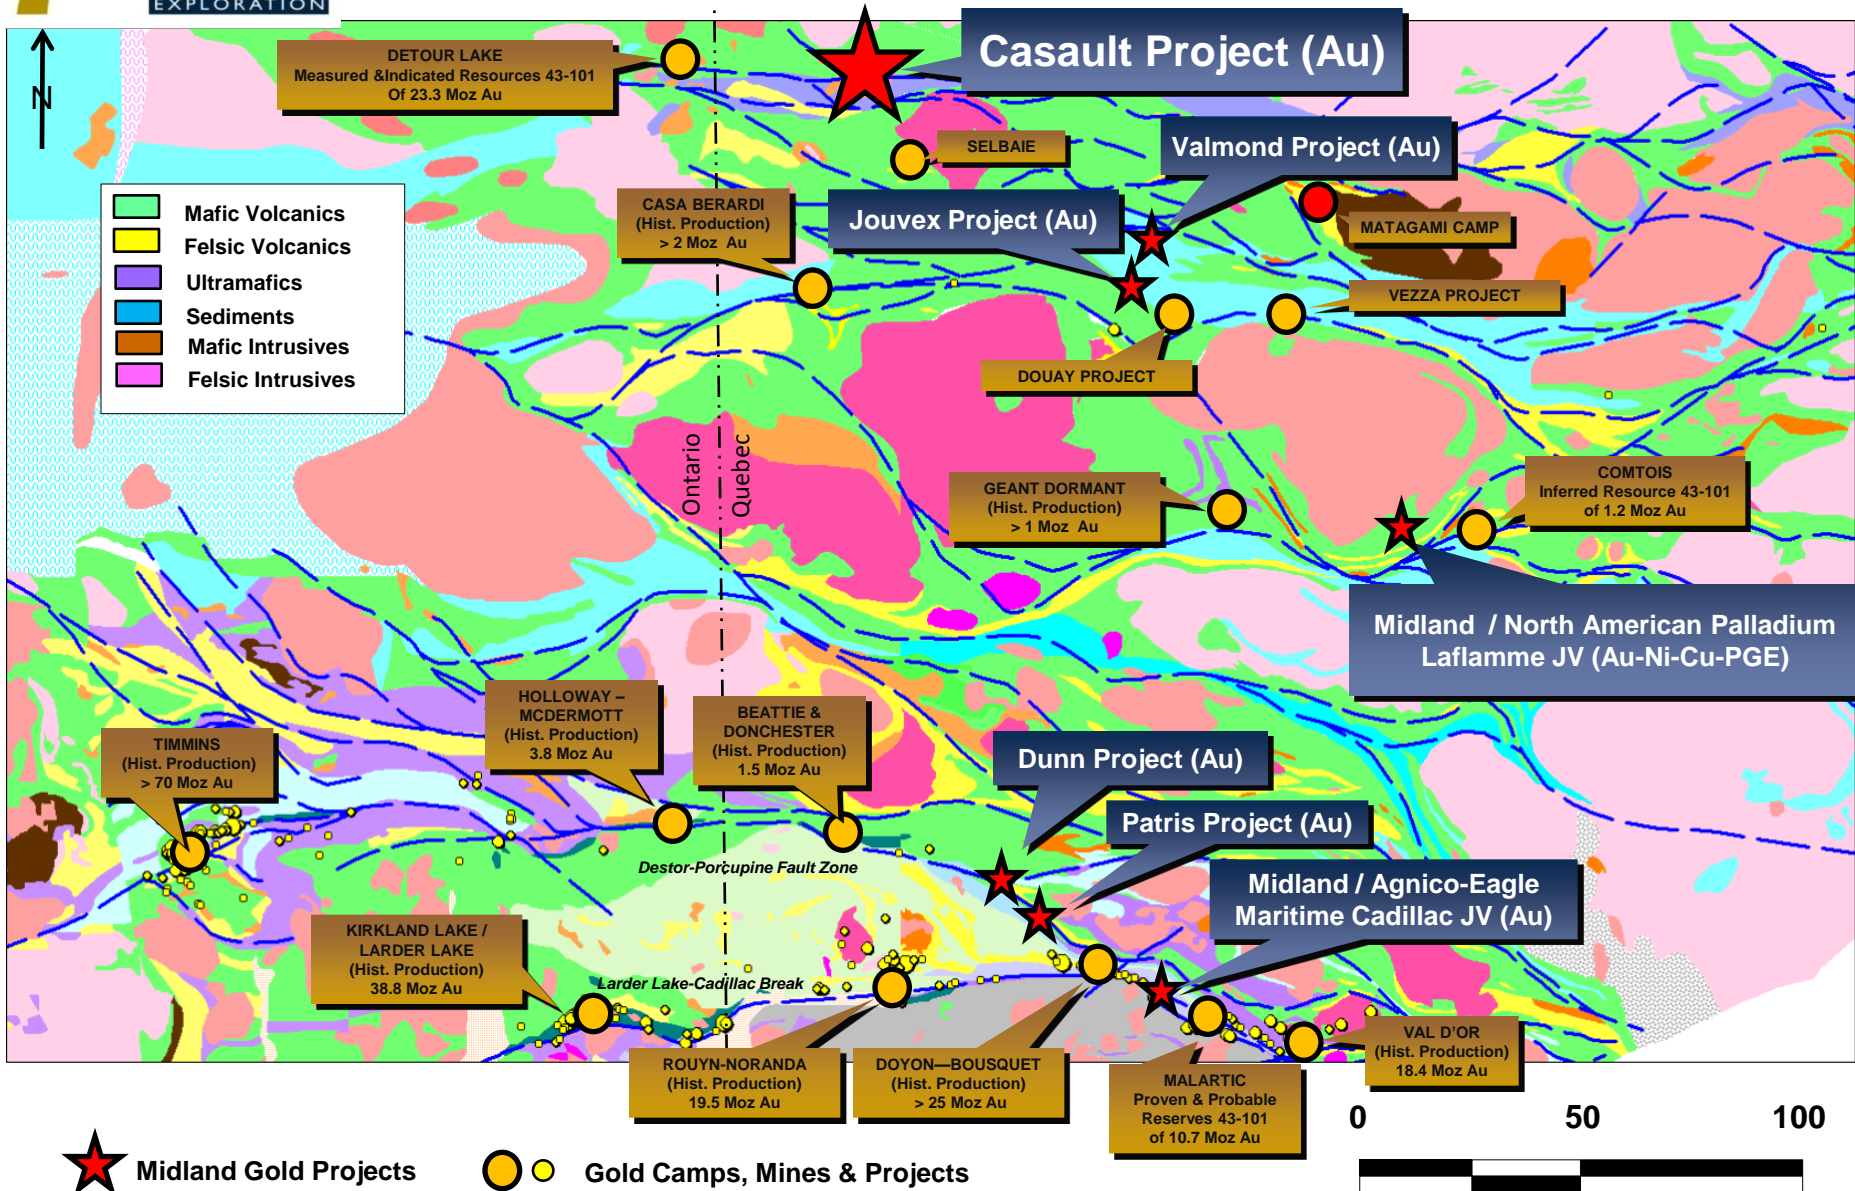 EXPLORATION
N
DETOUR LAKE
Measured &Indicated Resources 43-101
Of 23.3 Moz Au
Casault Project (Au)
SELBAIE
Valmond Project (Au)
Mafic Volcanics
Felsic Volcanics
Ultramafics
Sediments
Mafic Intrusives
Felsic Intrusives
CASA BERARDI
(Hist. Production)
> 2 Moz Au
Jouvex Project (Au)
MATAGAMI CAMP
VEZZA PROJECT
DOUAY PROJECT
Ontario
Quebec
GEANT DORMANT
(Hist. Production)
> 1 Moz Au
COMTOIS
Inferred Resource 43-101
of 1.2 Moz Au
Midland / North American Palladium
Laflamme JV (Au-Ni-Cu-PGE)
HOLLOWAY –
MCDERMOTT
(Hist. Production)
3.8 Moz Au
BEATTIE &
DONCHESTER
(Hist. Production)
1.5 Moz Au
TIMMINS
(Hist. Production)
> 70 Moz Au
Dunn Project (Au)
Patris Project (Au)
Destor-Porcupine Fault Zone
Midland / Agnico-Eagle
Maritime Cadillac JV (Au)
KIRKLAND LAKE /
LARDER LAKE
(Hist. Production)
38.8 Moz Au
Larder Lake-Cadillac Break
ROUYN-NORANDA
(Hist. Production)
19.5 Moz Au
DOYON—BOUSQUET
(Hist. Production)
> 25 Moz Au
MALARTIC
Proven & Probable
Reserves 43-101
of 10.7 Moz Au
VAL D'OR
(Hist. Production)
18.4 Moz Au
0 50 100
Midland Gold Projects
Gold Camps, Mines & Projects